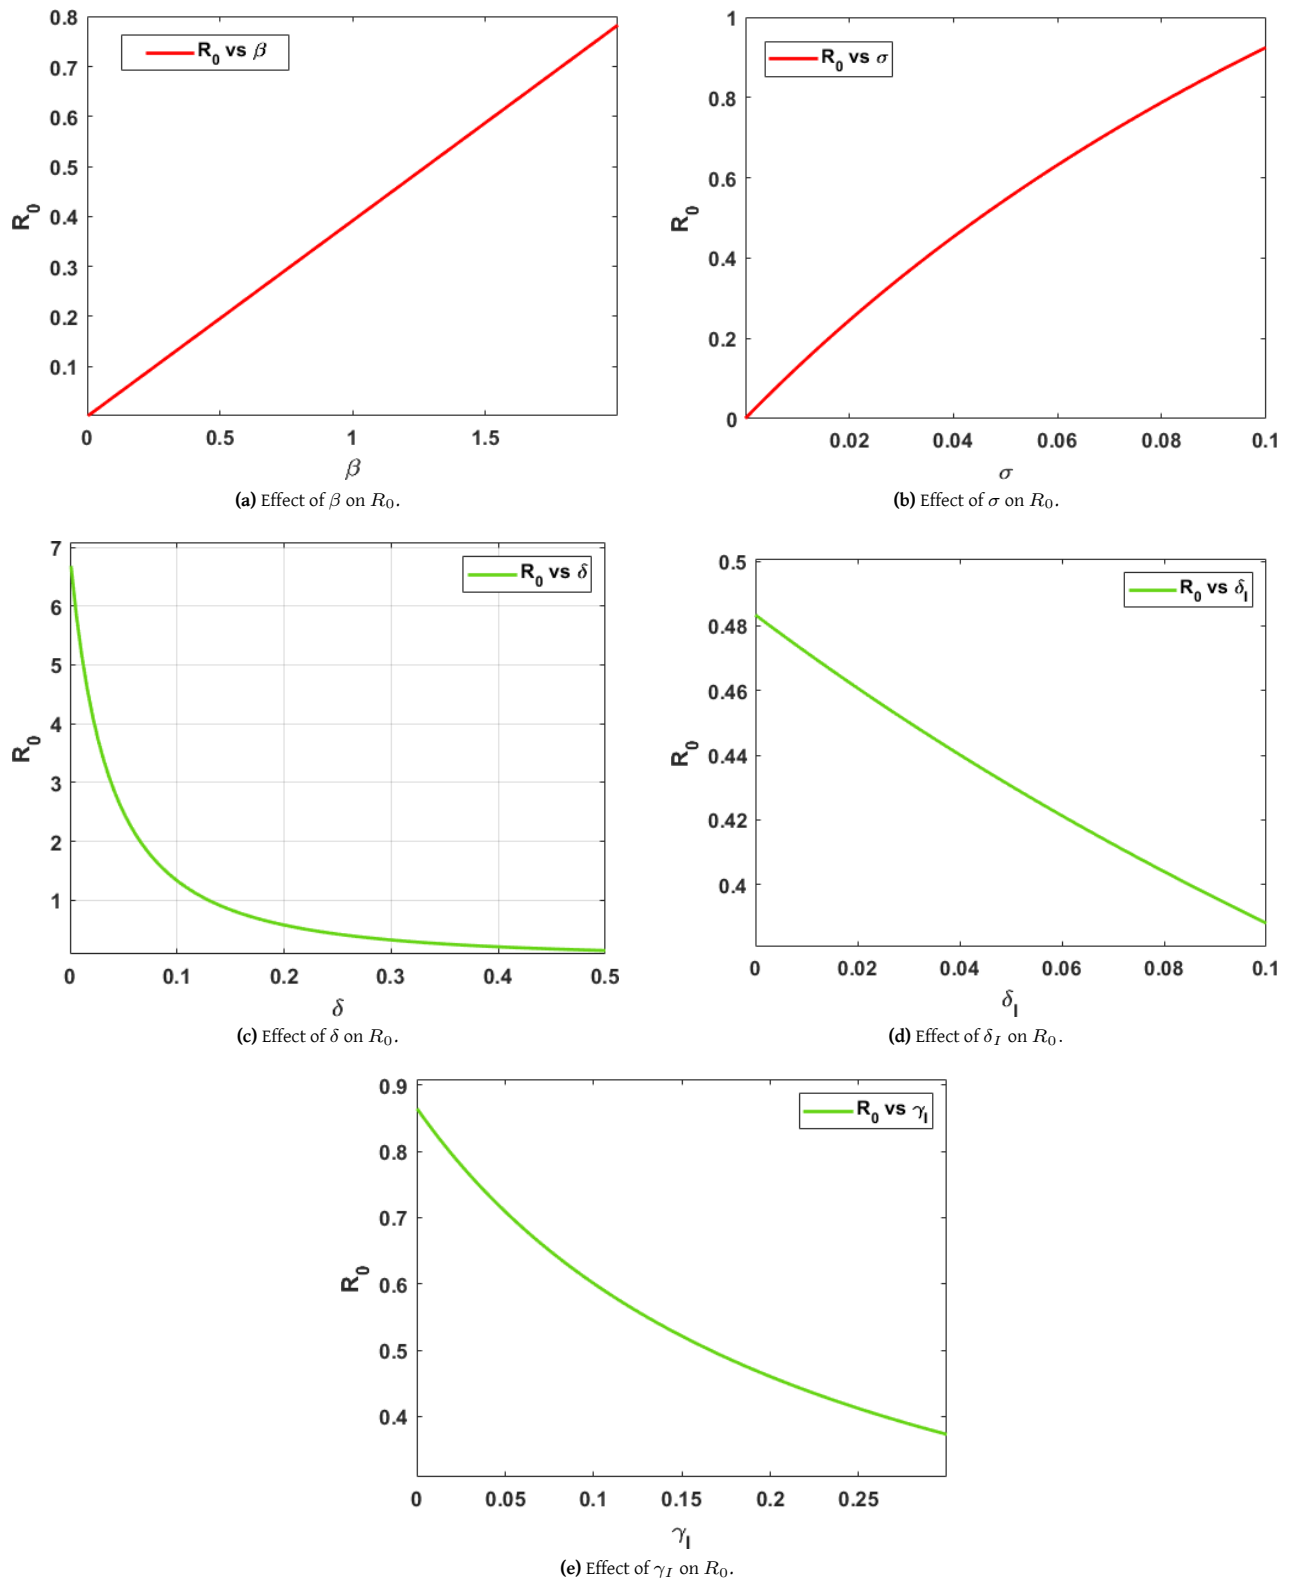 0.8
0.7
0.6
0.5
0.4
0.3
0.2
0.1
R0
R0 vs β
0 0.5 1 1.5
β
(a) Effect of β on R0.
1
0.8
0.6
0.4
0.2
0
R0
R0 vs σ
0.02 0.04 0.06 0.08 0.1
σ
(b) Effect of σ on R0.
7
6
5
4
3
2
1
R0
R0 vs δ
0 0.1 0.2 0.3 0.4 0.5
δ
(c) Effect of δ on R0.
0.5
0.48
0.46
0.44
0.42
0.4
R0
R0 vs δI
0 0.02 0.04 0.06 0.08 0.1
δI
(d) Effect of δI on R0.
0.9
0.8
0.7
0.6
0.5
0.4
R0
R0 vs γI
0 0.05 0.1 0.15 0.2 0.25
γI
(e) Effect of γI on R0.